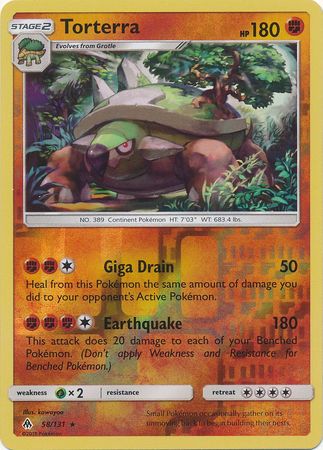 STAGE2 Torterra HP 180
Evolves from Grotle
NO. 389 Continent Pokémon HT: 7'03" WT: 683.4 lbs.
Giga Drain 50
Heal from this Pokémon the same amount of damage you
did to your opponent's Active Pokémon.
Earthquake 180
This attack does 20 damage to each of your Benched
Pokémon. (Don't apply Weakness and Resistance for
Benched Pokémon.)
weakness ×2 resistance retreat
Illus. kawayoo
58/131 ★
Small Pokémon occasionally gather on its
unmoving back to begin building their nests.
©2018 Pokémon